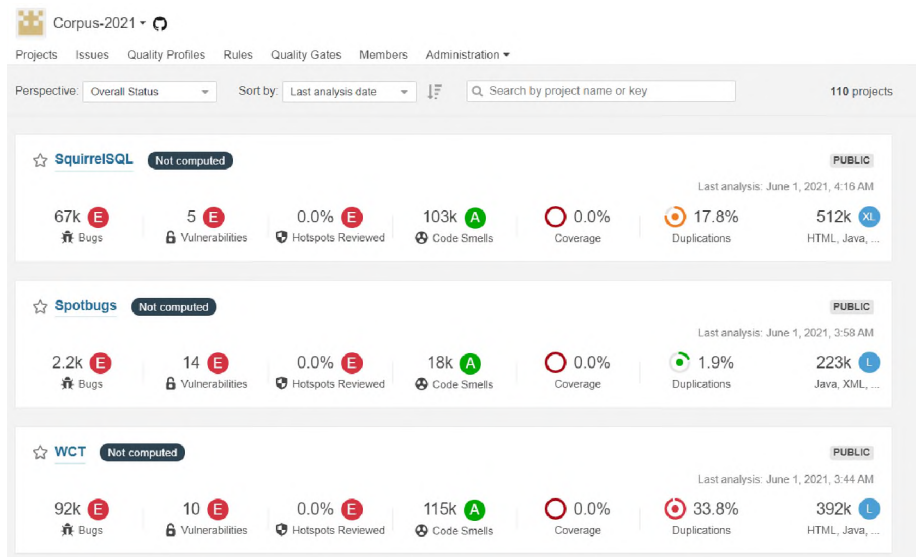 Corpus-2021
Projects Issues Quality Profiles Rules Quality Gates Members Administration
Perspective: Overall Status Sort by: Last analysis date Search by project name or key 110 projects
SquirrelSQL Not computed PUBLIC
Last analysis: June 1, 2021, 4:16 AM
67k E 5 E 0.0% E 103k A 0.0% 17.8% 512k XL
Bugs Vulnerabilities Hotspots Reviewed Code Smells Coverage Duplications HTML, Java, ...
Spotbugs Not computed PUBLIC
Last analysis: June 1, 2021, 3:58 AM
2.2k E 14 E 0.0% E 18k A 0.0% 1.9% 223k L
Bugs Vulnerabilities Hotspots Reviewed Code Smells Coverage Duplications Java, XML, ...
WCT Not computed PUBLIC
Last analysis: June 1, 2021, 3:44 AM
92k E 10 E 0.0% E 115k A 0.0% 33.8% 392k L
Bugs Vulnerabilities Hotspots Reviewed Code Smells Coverage Duplications HTML, Java, ...